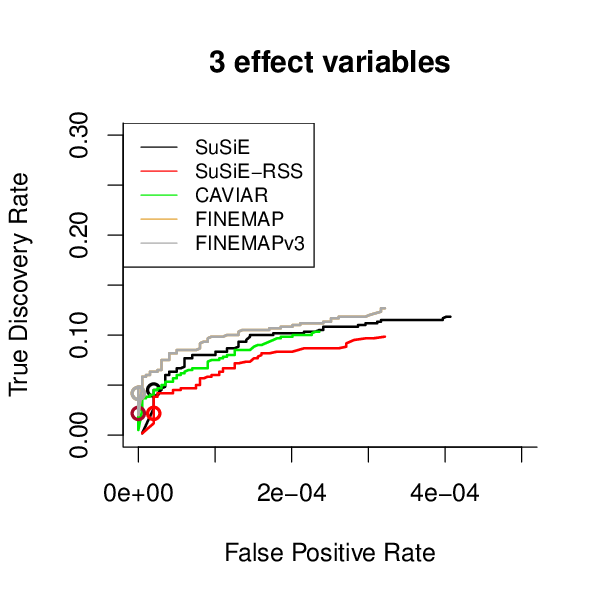 3 effect variables
True Discovery Rate
0.30
0.20
0.10
0.00
SuSiE
SuSiE−RSS
CAVIAR
FINEMAP
FINEMAPv3
0e+00
2e−04
4e−04
False Positive Rate